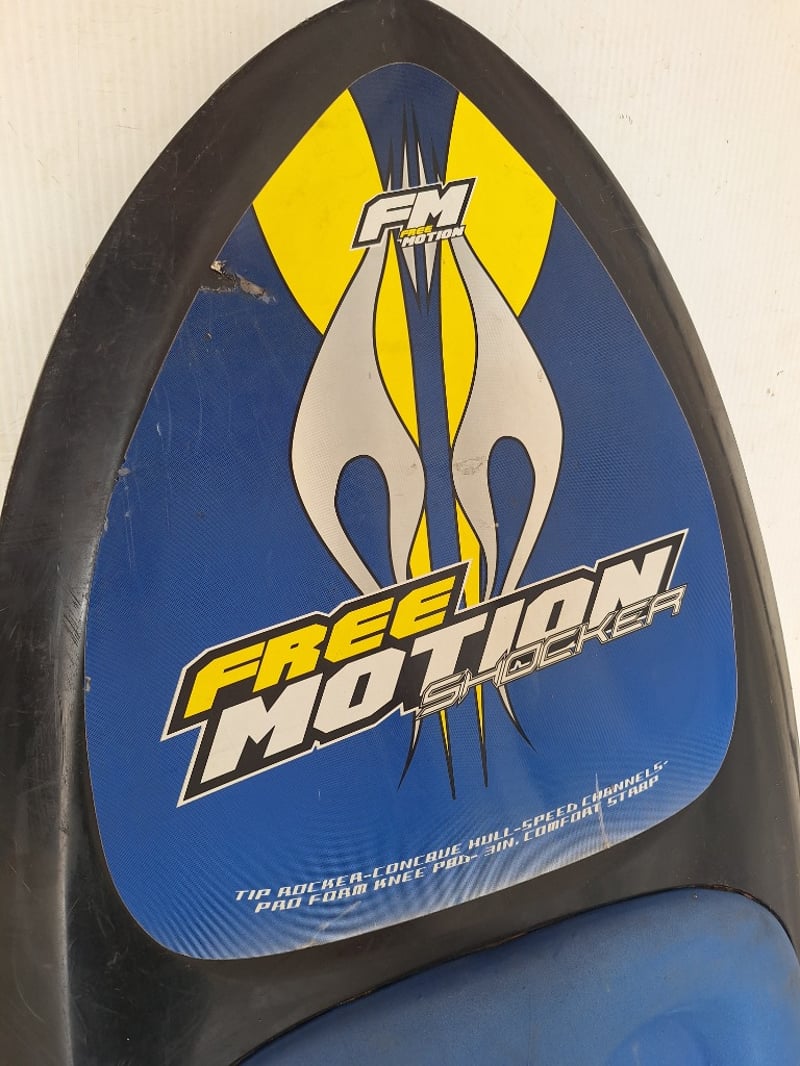 FM
FREE
MOTION
FREE
MOTION
SHOCKER
TIP ROCKER-CONCAVE HULL-SPEED CHANNELS-
PRO FORM KNEE PAD- 3IN. COMFORT STRAP